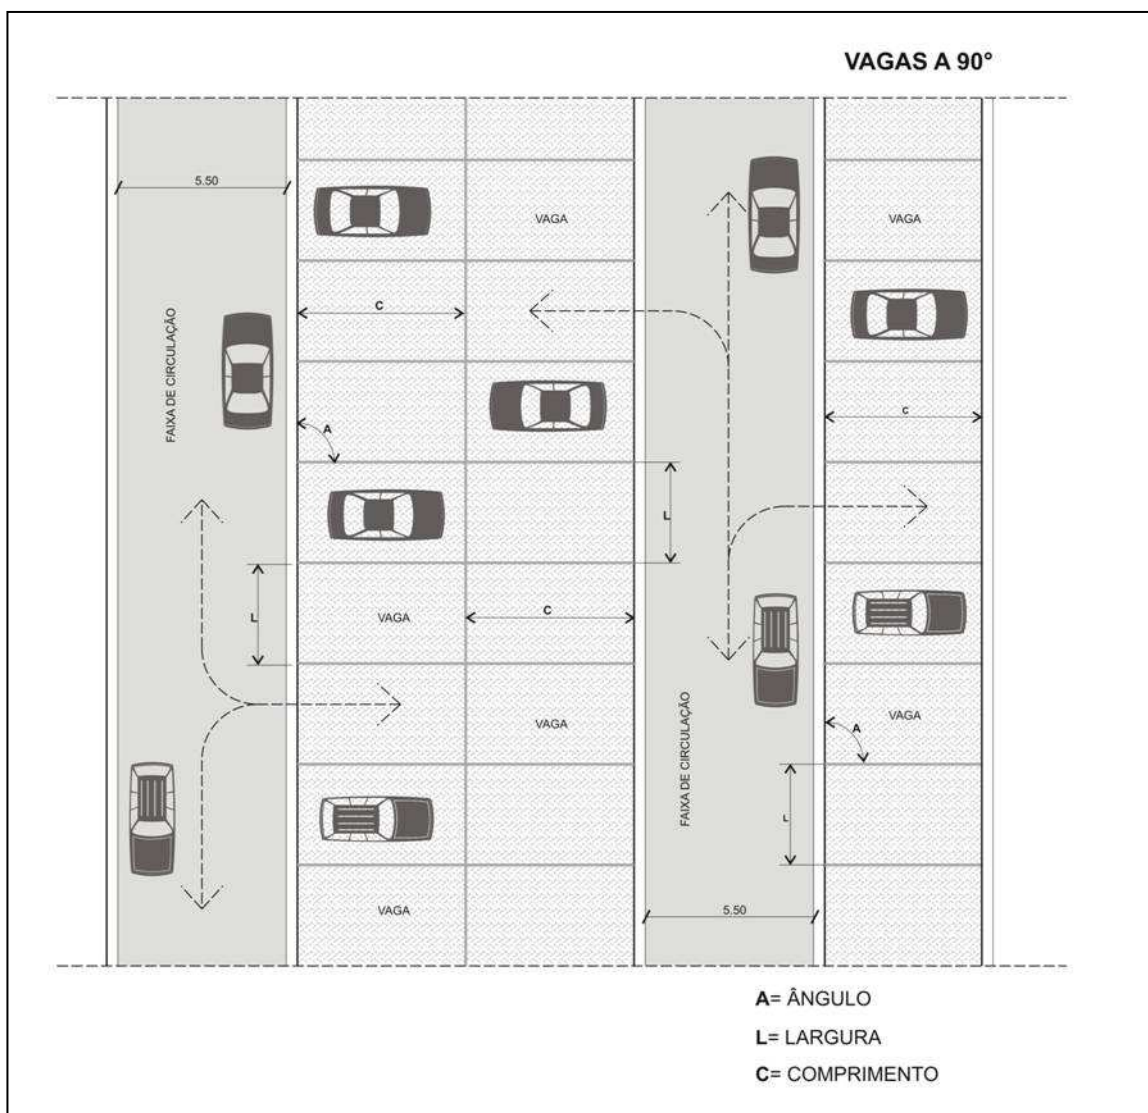 VAGAS A 90°
5.50
VAGA
VAGA
FAIXA DE CIRCULAÇÃO
C
C
A
L
L
VAGA
C
FAIXA DE CIRCULAÇÃO
VAGA
VAGA
A
L
VAGA
5.50
A= ÂNGULO
L= LARGURA
C= COMPRIMENTO